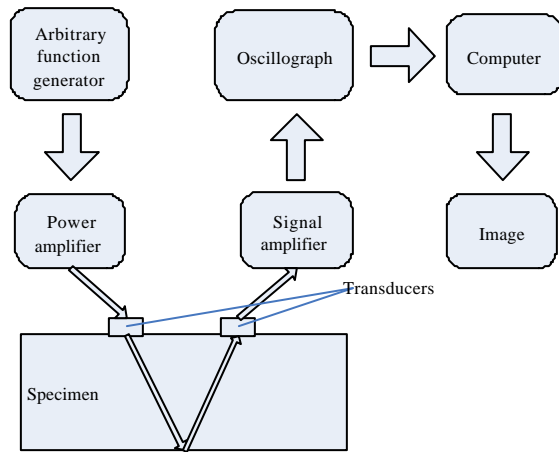 Arbitrary
function
generator
Oscillograph
Computer
Power
amplifier
Signal
amplifier
Image
Transducers
Specimen